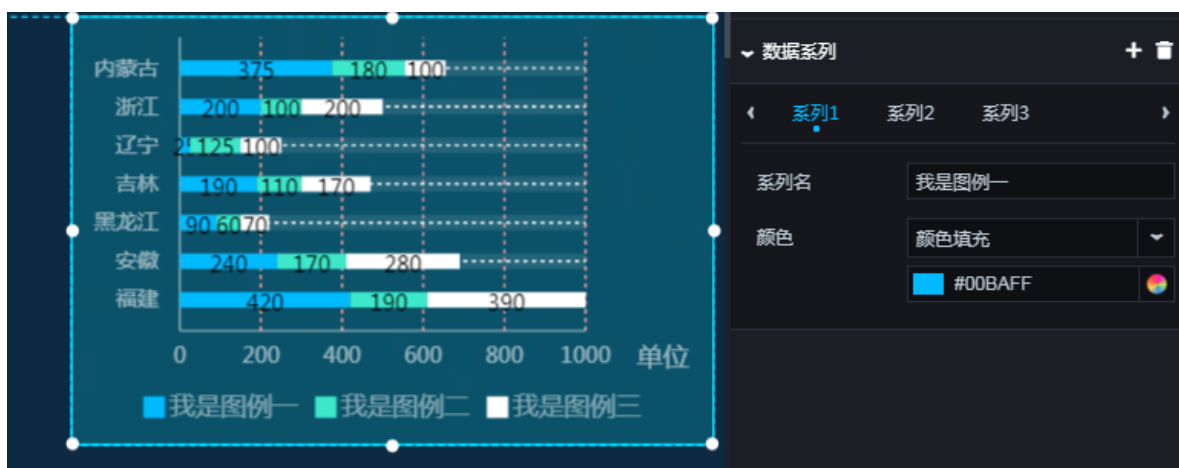 内蒙古 375 180 100
浙江 200 100 200
辽宁 125 100
吉林 190 110 170
黑龙江 90 60 70
安徽 240 170 280
福建 420 190 390
0 200 400 600 800 1000 单位
我是图例一 我是图例二 我是图例三
数据系列
系列1 系列2 系列3
系列名 我是图例一
颜色 颜色填充
#00BAFF